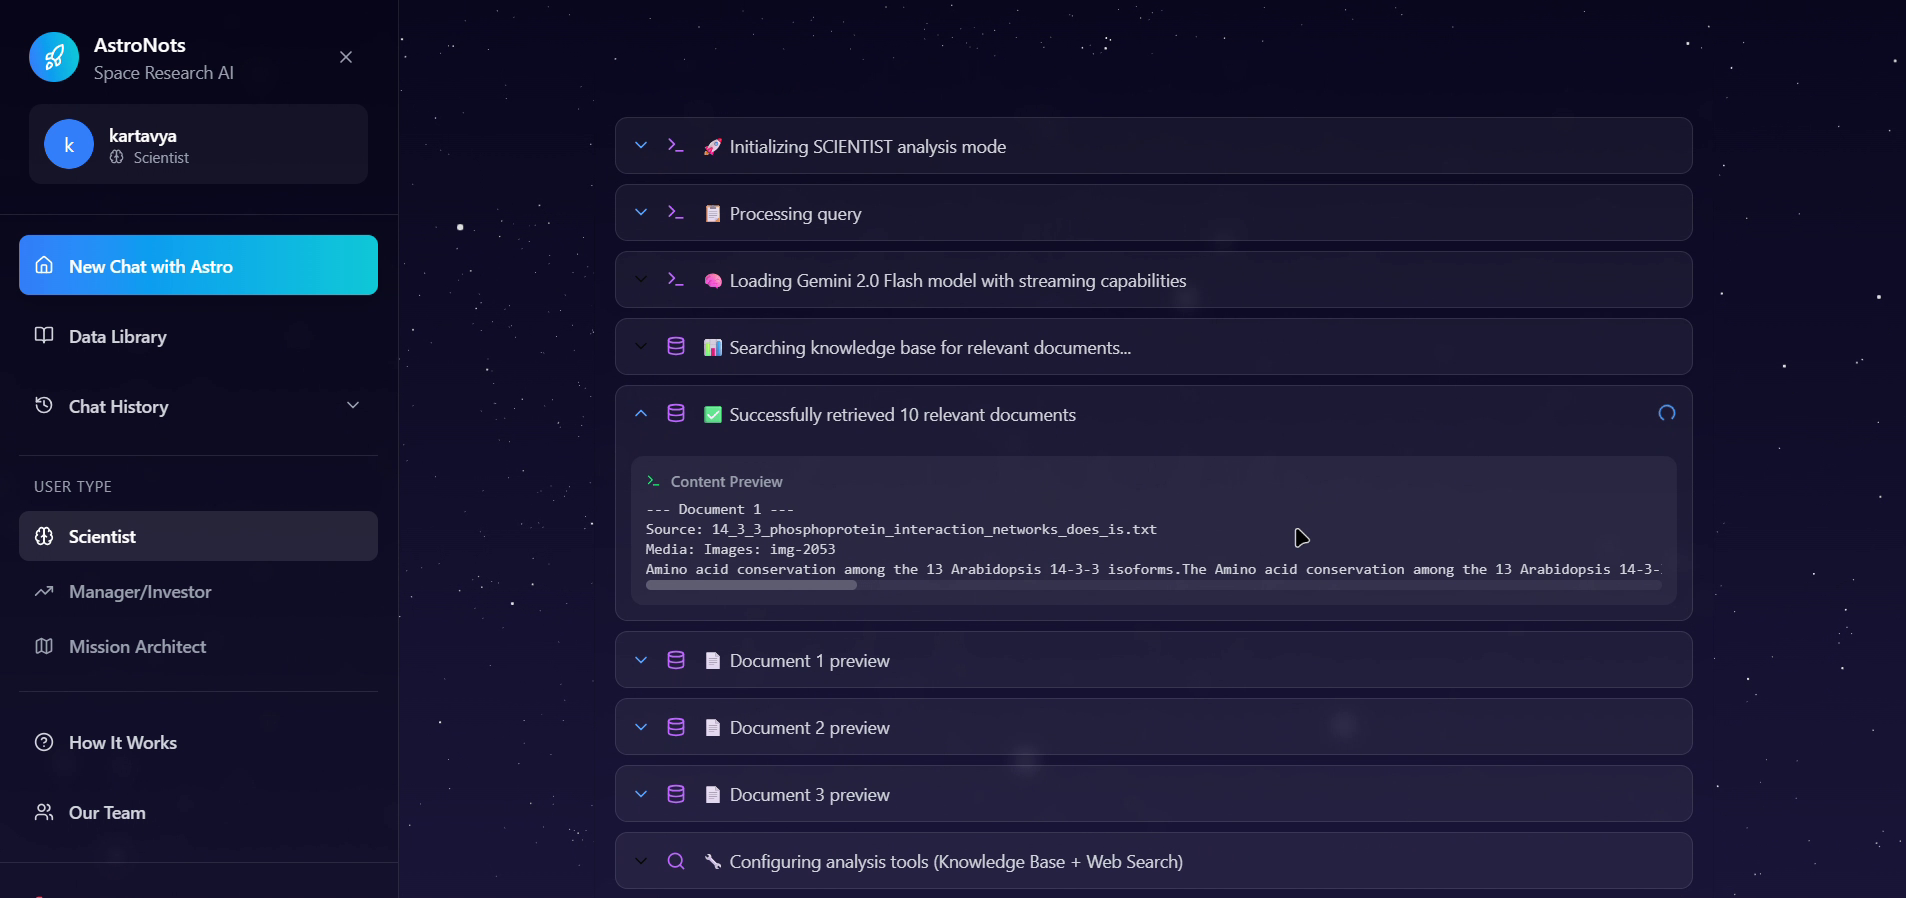 AstroNots
Space Research AI
k
kartavya
Scientist
New Chat with Astro
Data Library
Chat History
USER TYPE
Scientist
Manager/Investor
Mission Architect
How It Works
Our Team
🚀 Initializing SCIENTIST analysis mode
📋 Processing query
🧠 Loading Gemini 2.0 Flash model with streaming capabilities
📊 Searching knowledge base for relevant documents...
✅ Successfully retrieved 10 relevant documents
Content Preview
--- Document 1 ---
Source: 14_3_3_phosphoprotein_interaction_networks_does_is.txt
Media: Images: img-2053
Amino acid conservation among the 13 Arabidopsis 14-3-3 isoforms.The Amino acid conservation among the 13 Arabidopsis 14-3-
📄 Document 1 preview
📄 Document 2 preview
📄 Document 3 preview
🔧 Configuring analysis tools (Knowledge Base + Web Search)